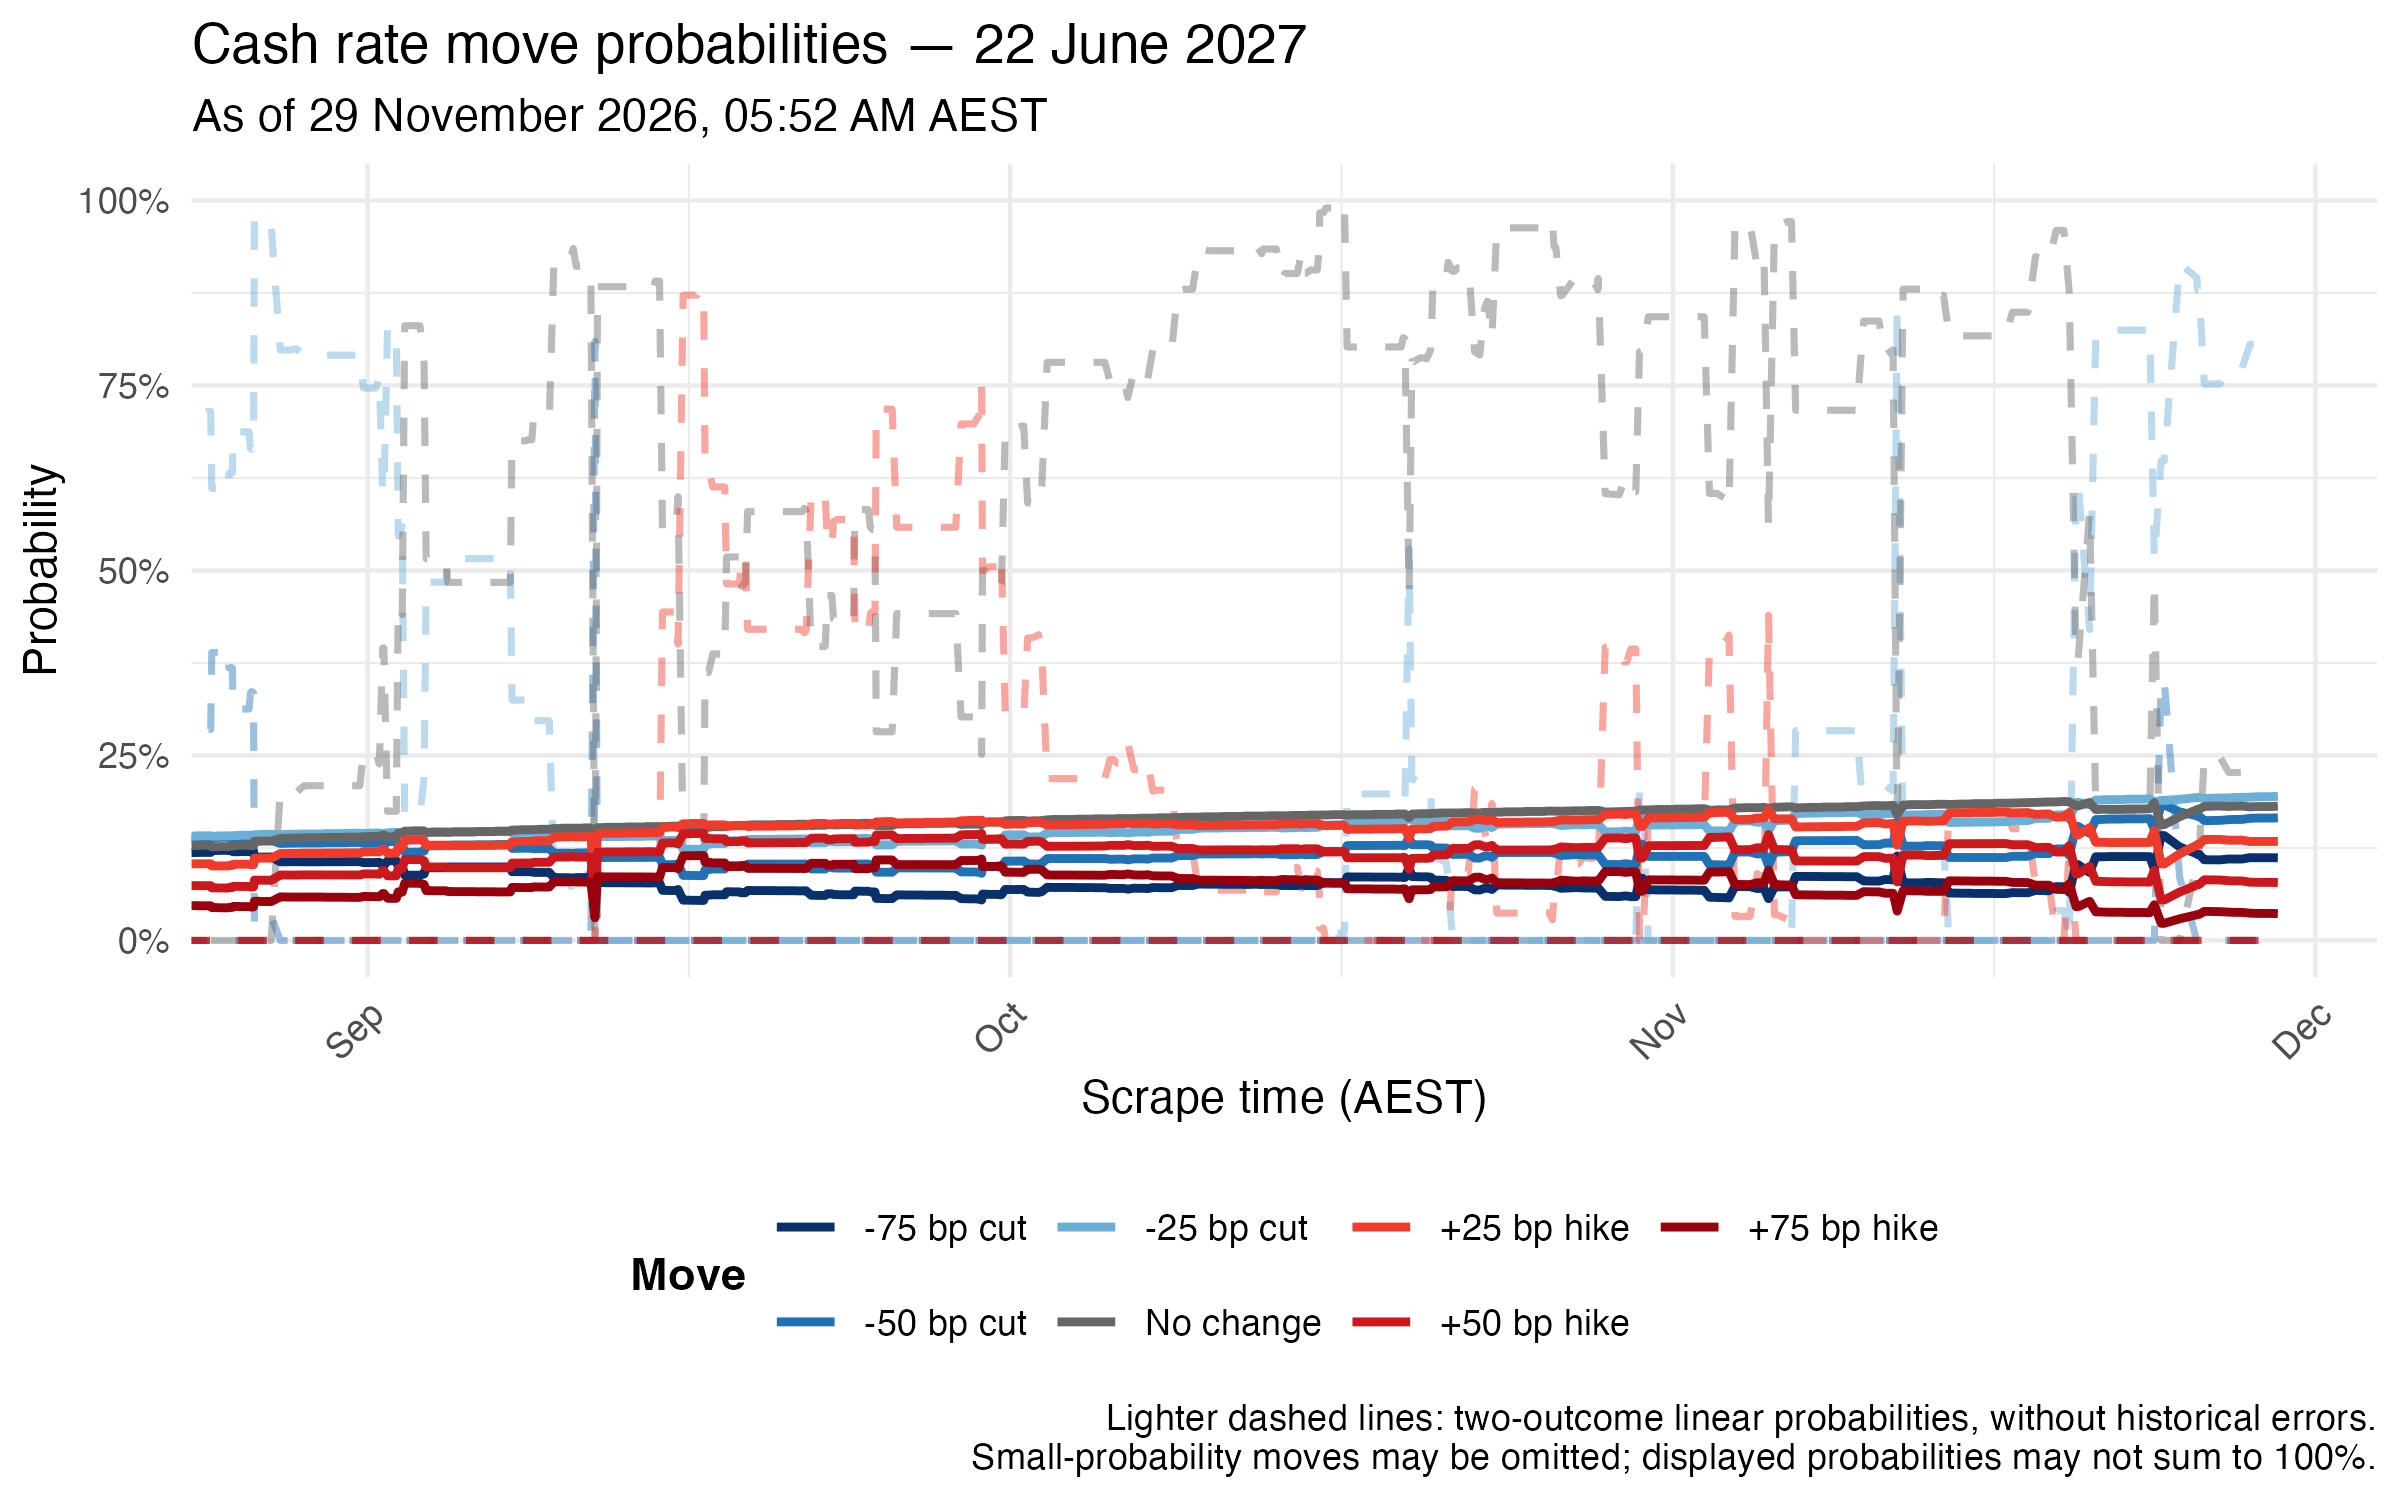 Cash rate move probabilities — 22 June 2027
As of 29 November 2026, 05:52 AM AEST
Probability
100%
75%
50%
25%
0%
Sep
Oct
Nov
Dec
Scrape time (AEST)
Move
-75 bp cut
-25 bp cut
+25 bp hike
+75 bp hike
-50 bp cut
No change
+50 bp hike
Lighter dashed lines: two-outcome linear probabilities, without historical errors.
Small-probability moves may be omitted; displayed probabilities may not sum to 100%.